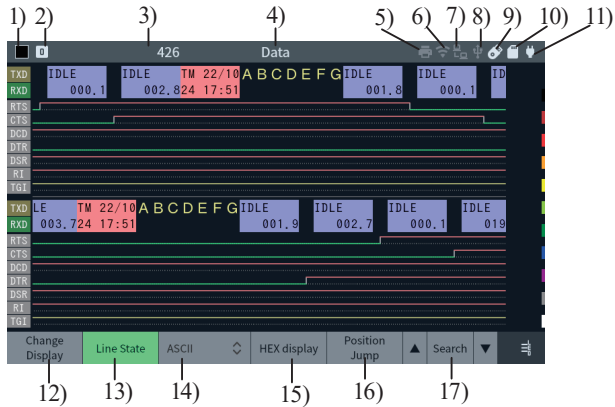 1) 2) 3) 4) 5) 6) 7) 8) 9) 10) 11)
0 426 Data
TXD IDLE IDLE TM 22/10 A B C D E F G IDLE IDLE ID
RXD 000.1 002.8 24 17:51 001.8 000.1
RTS
CTS
DCD
DTR
DSR
RI
TGI
TXD LE TM 22/10 A B C D E F G IDLE IDLE IDLE IDLE
RXD 003.7 24 17:51 001.9 002.7 000.1 019
RTS
CTS
DCD
DTR
DSR
RI
TGI
Change Display Line State ASCII HEX display Position Jump ▲ Search ▼
12) 13) 14) 15) 16) 17)